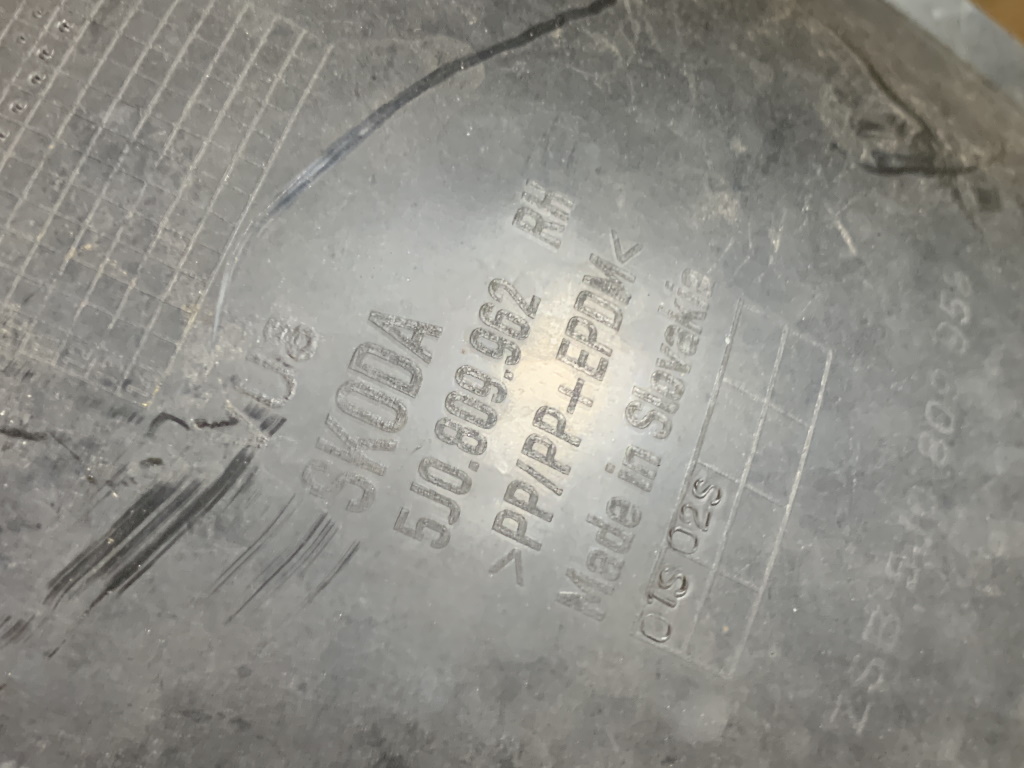 SKODA
5J0.809.962 RH
>PP/PP+EPDM<
Made in Slovakia
01s 02s